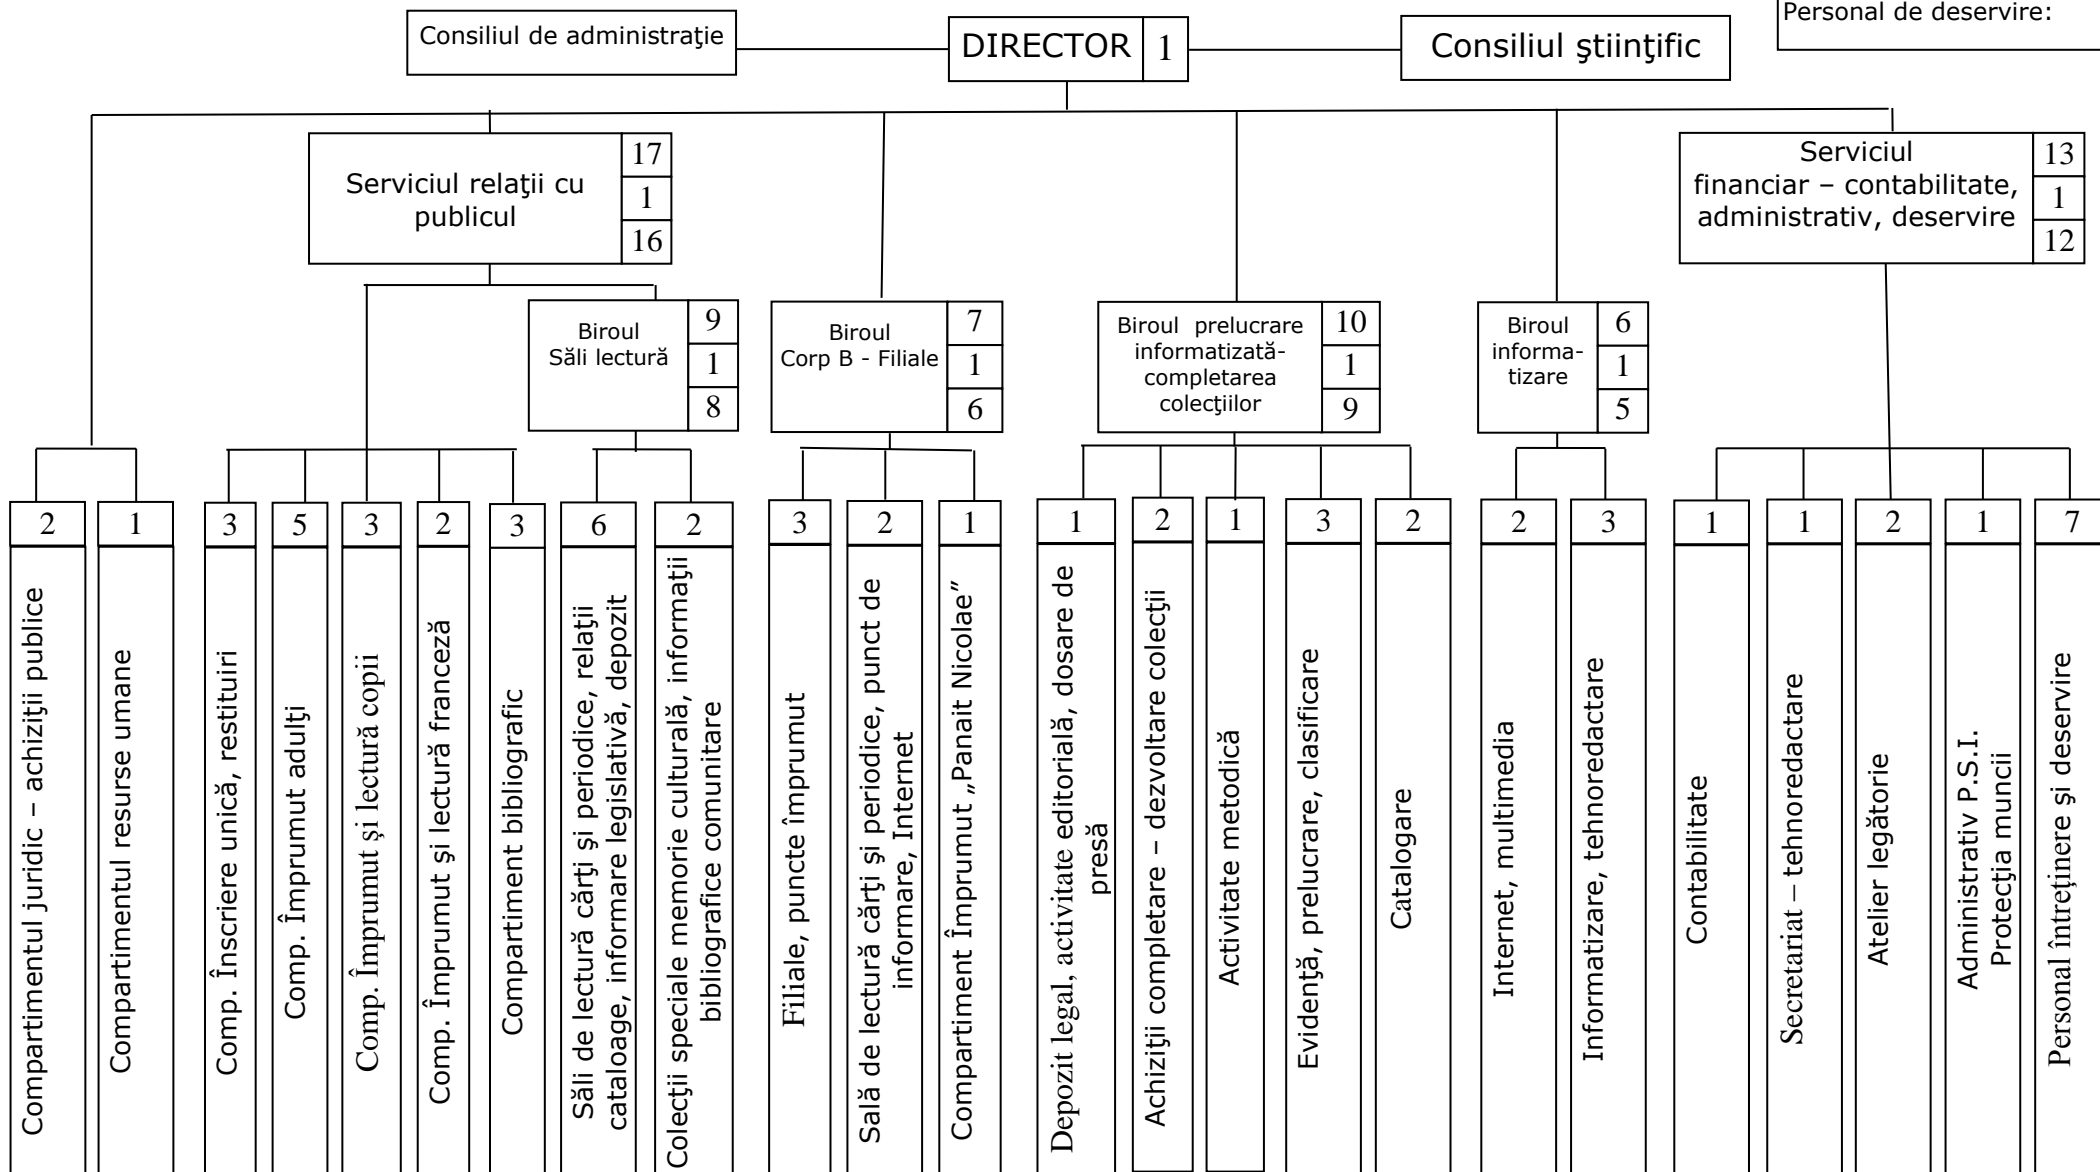 Consiliul de administraţie
DIRECTOR 1
Consiliul ştiinţific
Personal de deservire:
Serviciul relaţii cu
publicul
17
1
16
Serviciul
financiar – contabilitate,
administrativ, deservire
13
1
12
Biroul
Săli lectură
9
1
8
Biroul
Corp B - Filiale
7
1
6
Biroul prelucrare
informatizată-
completarea
colecţiilor
10
1
9
Biroul
informa-
tizare
6
1
5
2
Compartimentul juridic – achiziţii publice
1
Compartimentul resurse umane
3
Comp. Înscriere unică, restituiri
5
Comp. Împrumut adulţi
3
Comp. Împrumut şi lectură copii
2
Comp. Împrumut şi lectură franceză
3
Compartiment bibliografic
6
Săli de lectură cărţi şi periodice, relaţii
cataloage, informare legislativă, depozit
2
Colecţii speciale memorie culturală, informaţii
bibliografice comunitare
3
Filiale, puncte împrumut
2
Sală de lectură cărţi şi periodice, punct de
informare, Internet
1
Compartiment Împrumut „Panait Nicolae”
1
Depozit legal, activitate editorială, dosare de
presă
2
Achiziţii completare – dezvoltare colecţii
1
Activitate metodică
3
Evidenţă, prelucrare, clasificare
2
Catalogare
2
Internet, multimedia
3
Informatizare, tehnoredactare
1
Contabilitate
1
Secretariat – tehnoredactare
2
Atelier legătorie
1
Administrativ P.S.I.
Protecţia muncii
7
Personal întreţinere şi deservire